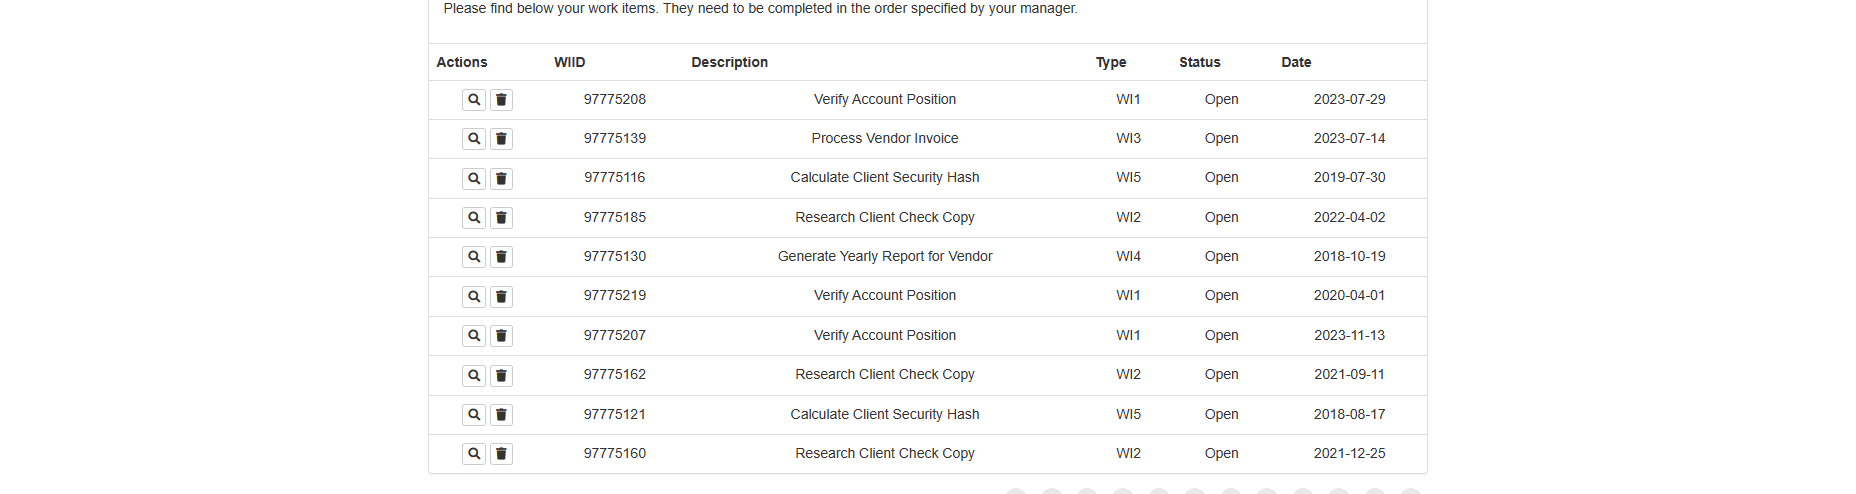 Please find below your work items. They need to be completed in the order specified by your manager.
Actions WIID Description Type Status Date
97775208 Verify Account Position WI1 Open 2023-07-29
97775139 Process Vendor Invoice WI3 Open 2023-07-14
97775116 Calculate Client Security Hash WI5 Open 2019-07-30
97775185 Research Client Check Copy WI2 Open 2022-04-02
97775130 Generate Yearly Report for Vendor WI4 Open 2018-10-19
97775219 Verify Account Position WI1 Open 2020-04-01
97775207 Verify Account Position WI1 Open 2023-11-13
97775162 Research Client Check Copy WI2 Open 2021-09-11
97775121 Calculate Client Security Hash WI5 Open 2018-08-17
97775160 Research Client Check Copy WI2 Open 2021-12-25